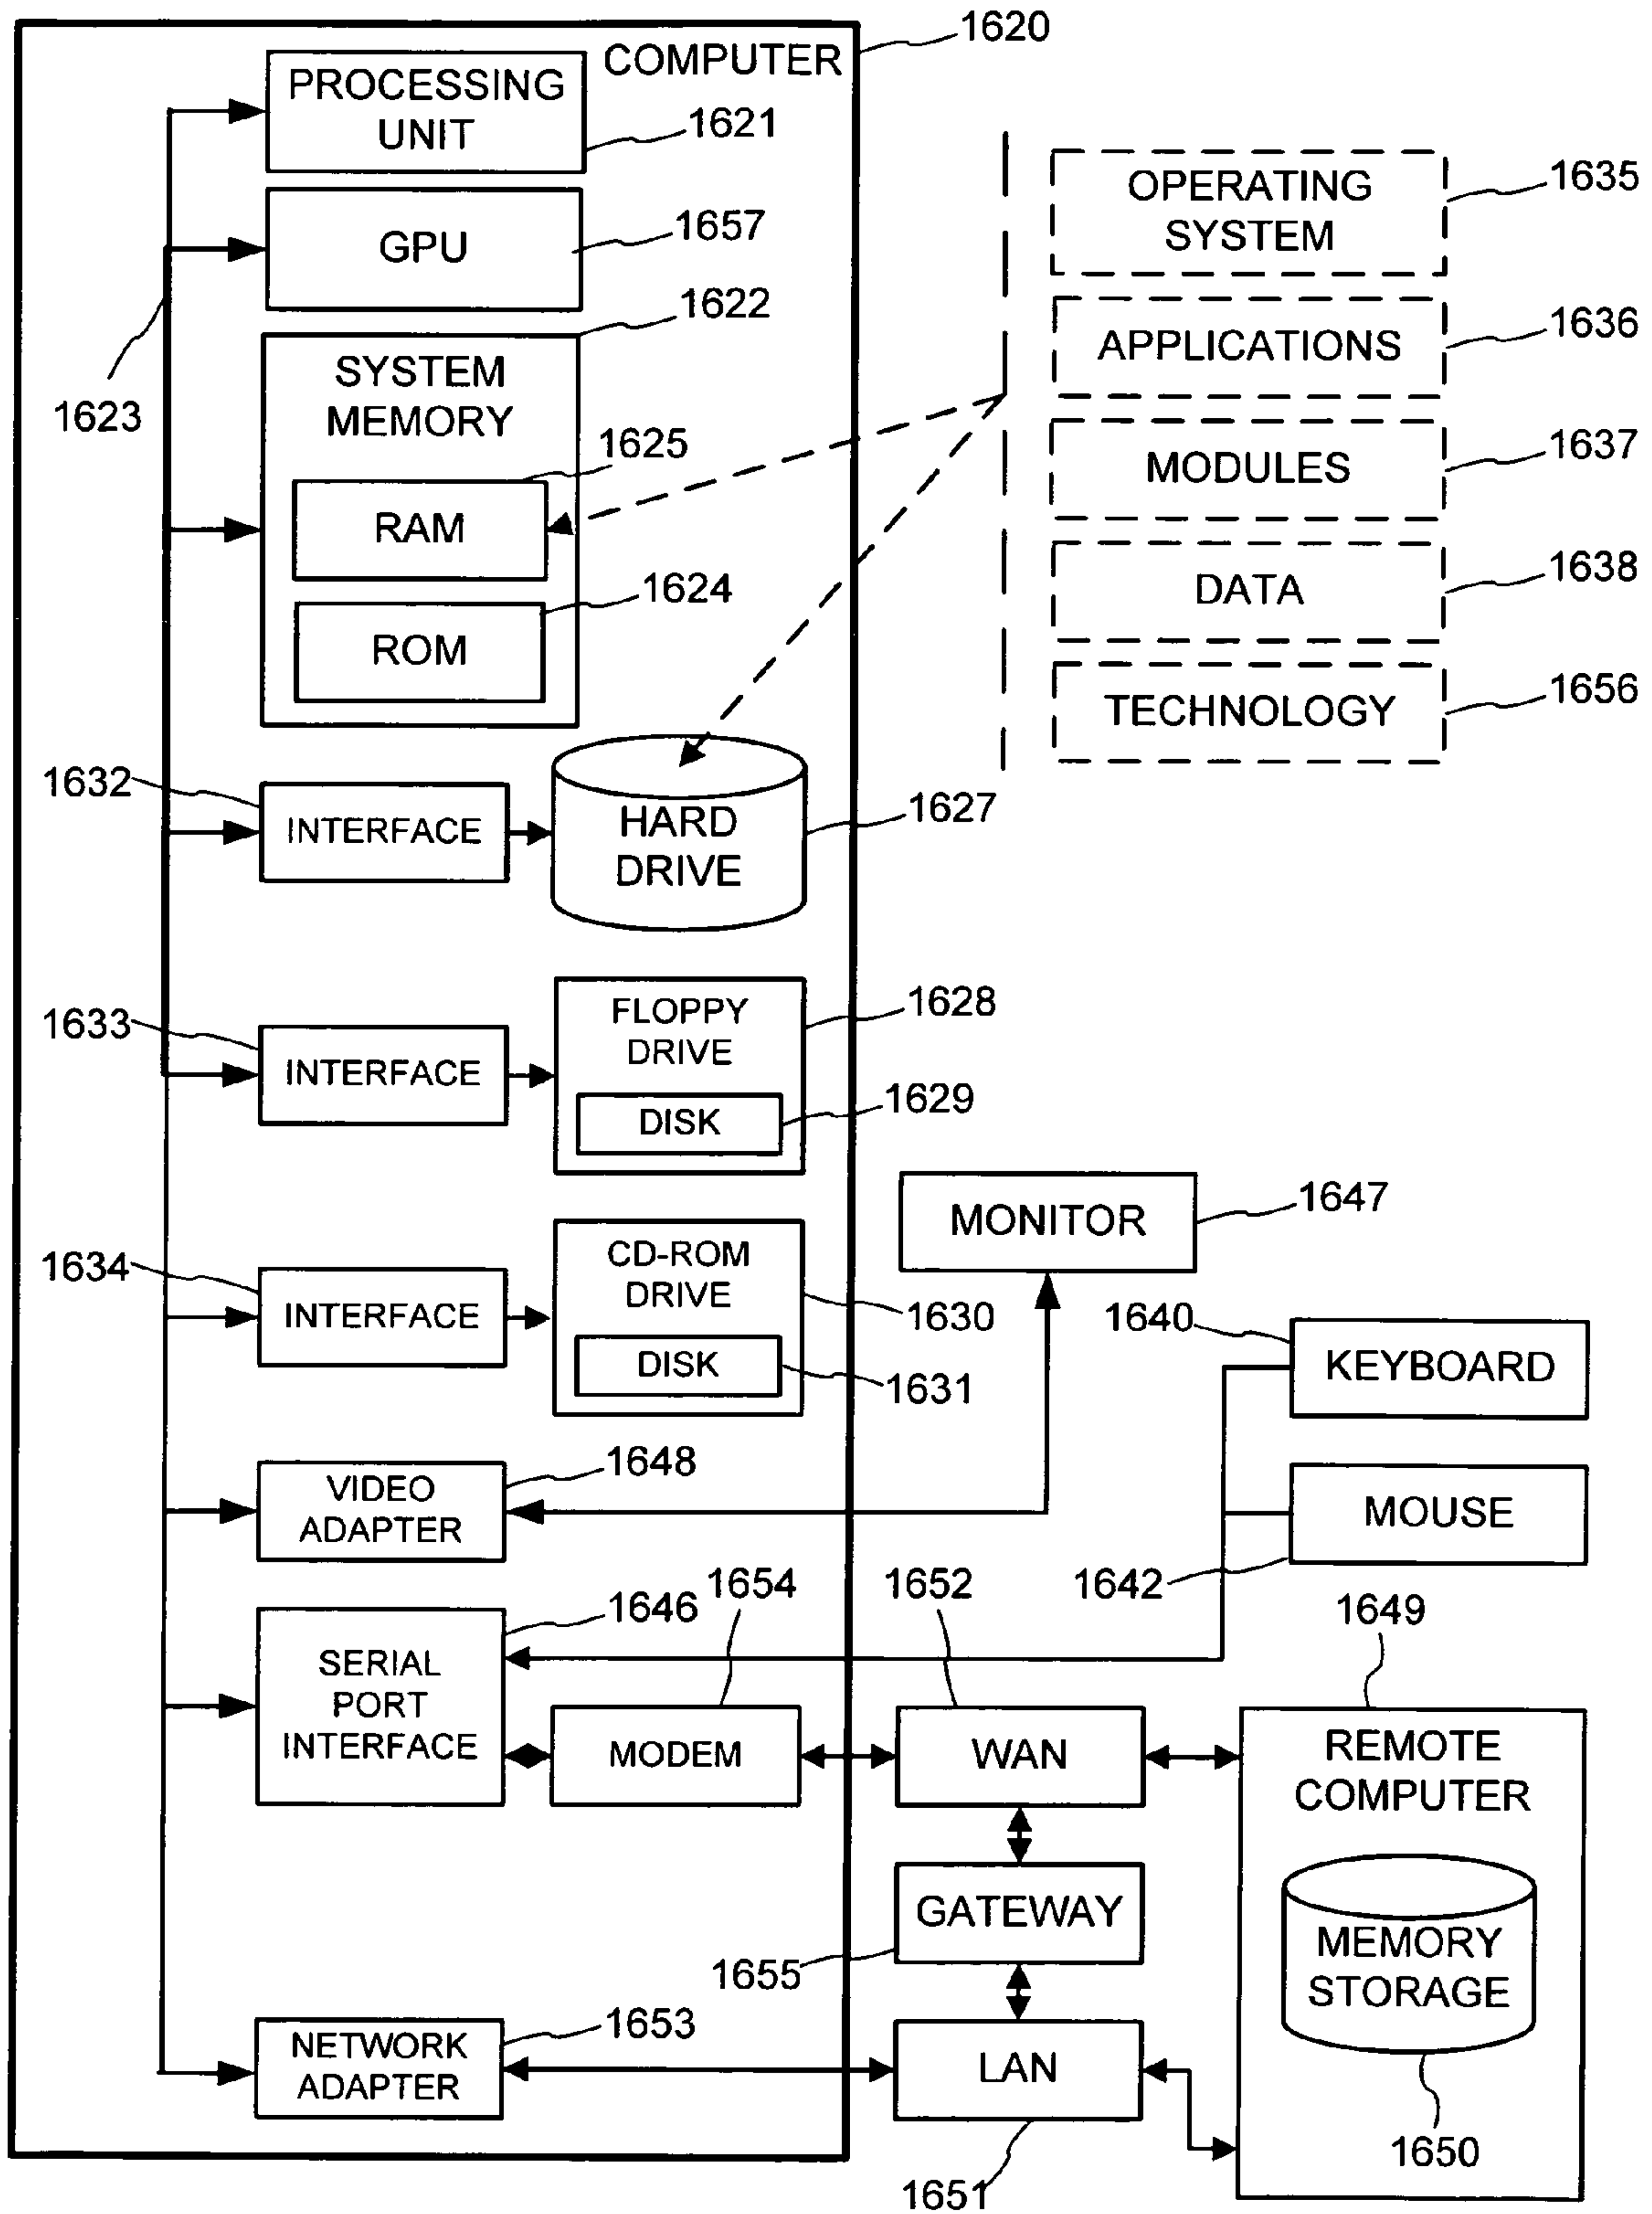 1620
COMPUTER
PROCESSING
UNIT
1621
GPU
1657
1622
SYSTEM
MEMORY
1623
1625
RAM
1624
ROM
OPERATING
SYSTEM
1635
APPLICATIONS
1636
MODULES
1637
DATA
1638
TECHNOLOGY
1656
1632
INTERFACE
HARD
DRIVE
1627
1633
INTERFACE
FLOPPY
DRIVE
1628
DISK
1629
1634
INTERFACE
CD-ROM
DRIVE
1630
DISK
1631
MONITOR
1647
1640
KEYBOARD
MOUSE
1642
VIDEO
ADAPTER
1648
1646
SERIAL
PORT
INTERFACE
1654
MODEM
1652
WAN
1649
REMOTE
COMPUTER
MEMORY
STORAGE
1650
GATEWAY
1655
NETWORK
ADAPTER
1653
LAN
1651